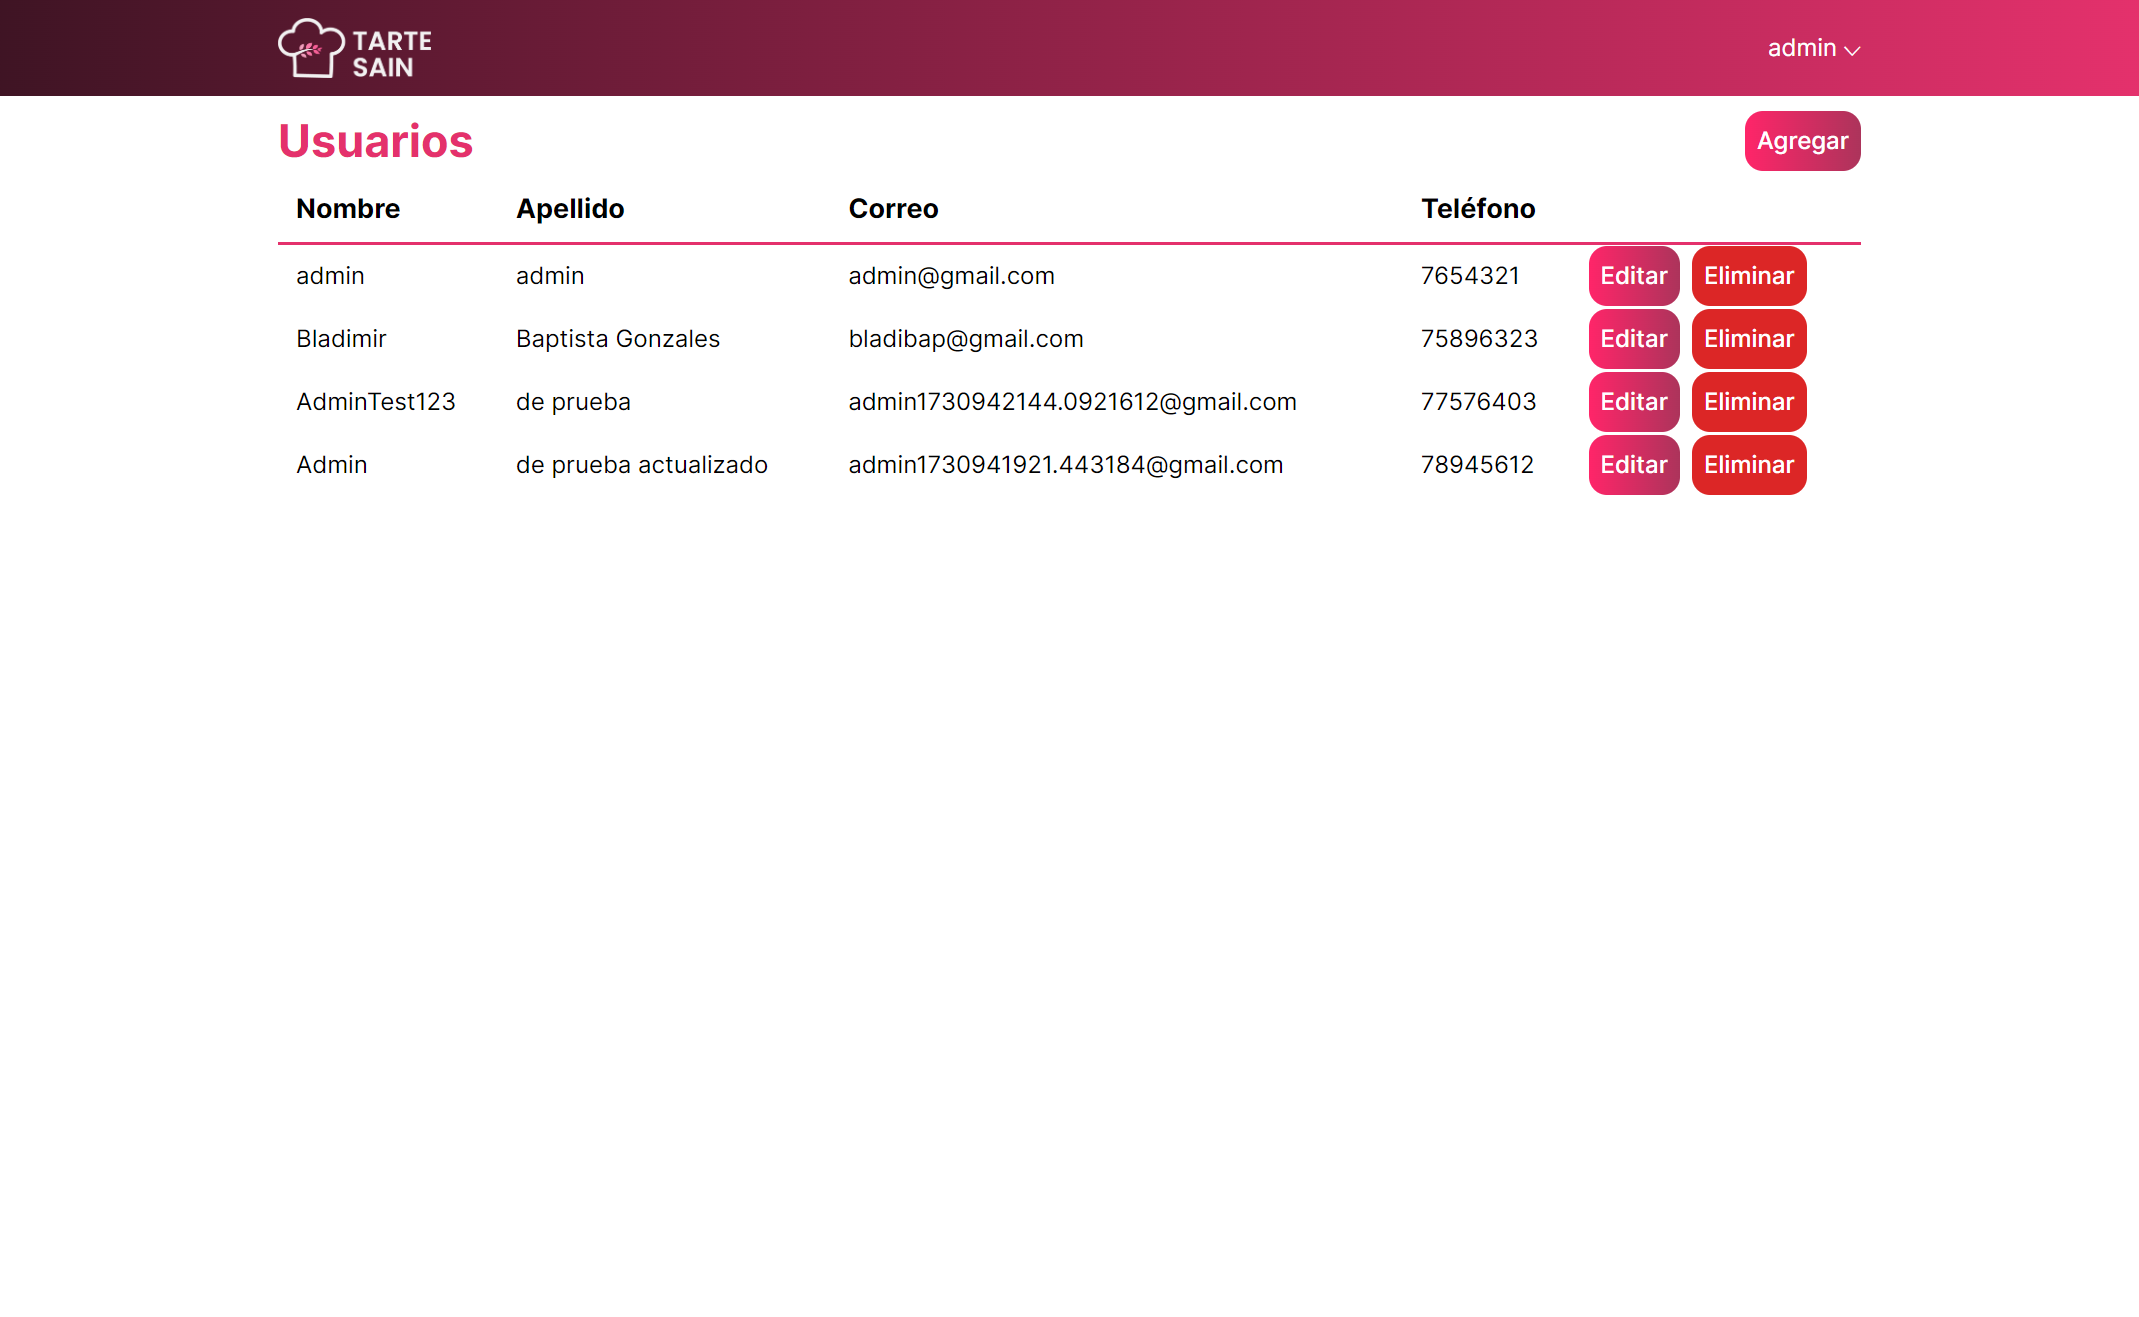 TARTE
SAIN
admin
Usuarios
Agregar
Nombre Apellido Correo Teléfono
admin admin admin@gmail.com 7654321 Editar Eliminar
Bladimir Baptista Gonzales bladibap@gmail.com 75896323 Editar Eliminar
AdminTest123 de prueba admin1730942144.0921612@gmail.com 77576403 Editar Eliminar
Admin de prueba actualizado admin1730941921.443184@gmail.com 78945612 Editar Eliminar